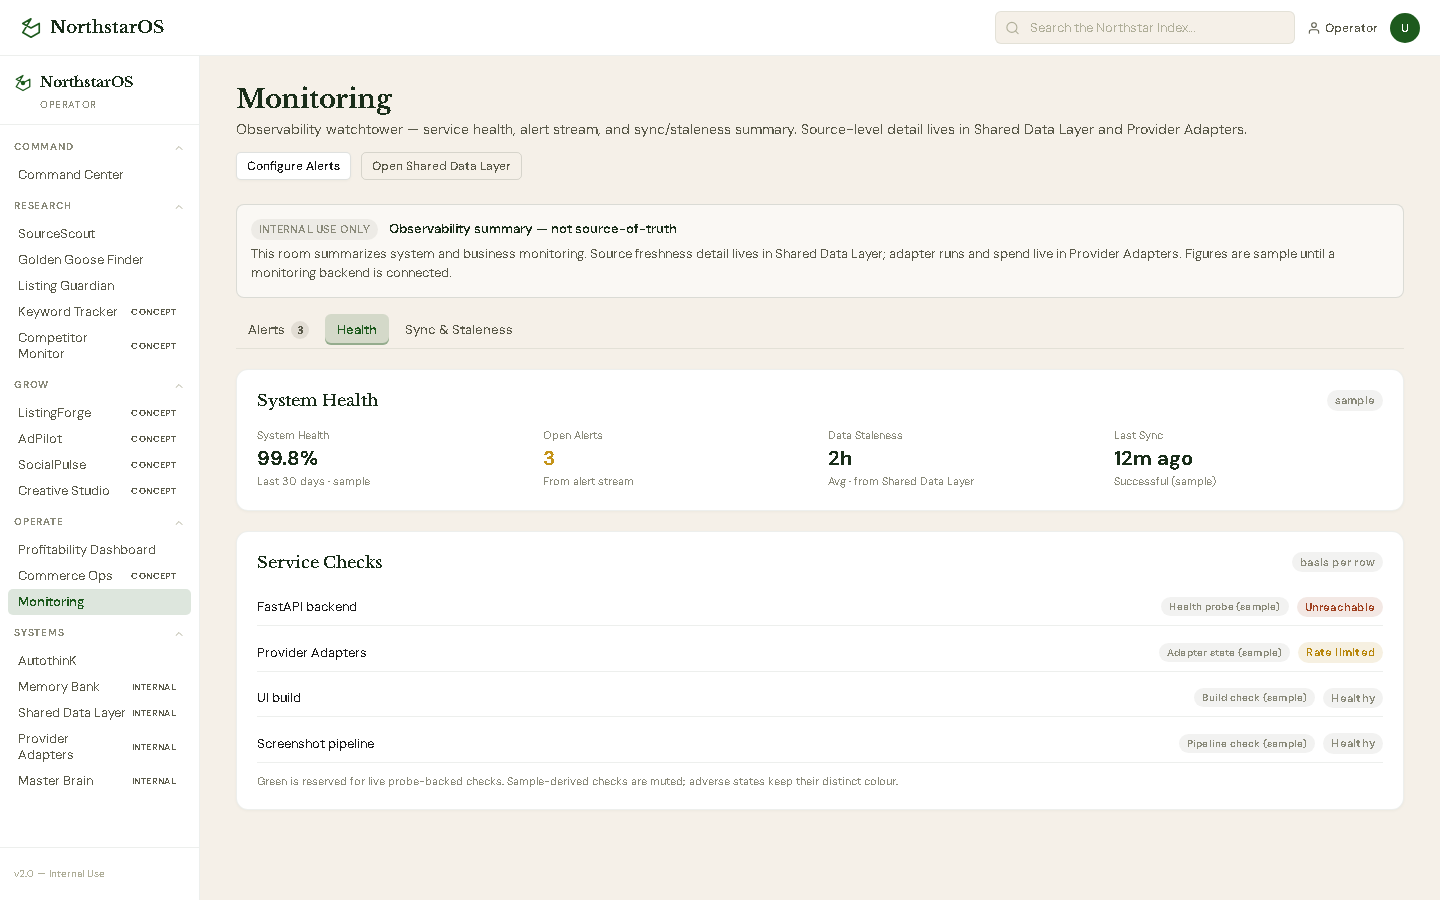 NorthstarOS
Search the Northstar Index...
Operator
U
NorthstarOS
OPERATOR
COMMAND
Command Center
RESEARCH
SourceScout
Golden Goose Finder
Listing Guardian
Keyword Tracker CONCEPT
Competitor
Monitor
CONCEPT
GROW
ListingForge CONCEPT
AdPilot CONCEPT
SocialPulse CONCEPT
Creative Studio CONCEPT
OPERATE
Profitability Dashboard
Commerce Ops CONCEPT
Monitoring
SYSTEMS
AutothinK
Memory Bank INTERNAL
Shared Data Layer INTERNAL
Provider
Adapters
INTERNAL
Master Brain INTERNAL
v2.0 — Internal Use
Monitoring
Observability watchtower — service health, alert stream, and sync/staleness summary. Source-level detail lives in Shared Data Layer and Provider Adapters.
Configure Alerts Open Shared Data Layer
INTERNAL USE ONLY Observability summary — not source-of-truth
This room summarizes system and business monitoring. Source freshness detail lives in Shared Data Layer; adapter runs and spend live in Provider Adapters. Figures are sample until a
monitoring backend is connected.
Alerts 3 Health Sync & Staleness
System Health sample
System Health Open Alerts Data Staleness Last Sync
99.8% 3 2h 12m ago
Last 30 days · sample From alert stream Avg · from Shared Data Layer Successful (sample)
Service Checks basis per row
FastAPI backend Health probe (sample) Unreachable
Provider Adapters Adapter state (sample) Rate limited
UI build Build check (sample) Healthy
Screenshot pipeline Pipeline check (sample) Healthy
Green is reserved for live probe-backed checks. Sample-derived checks are muted; adverse states keep their distinct colour.